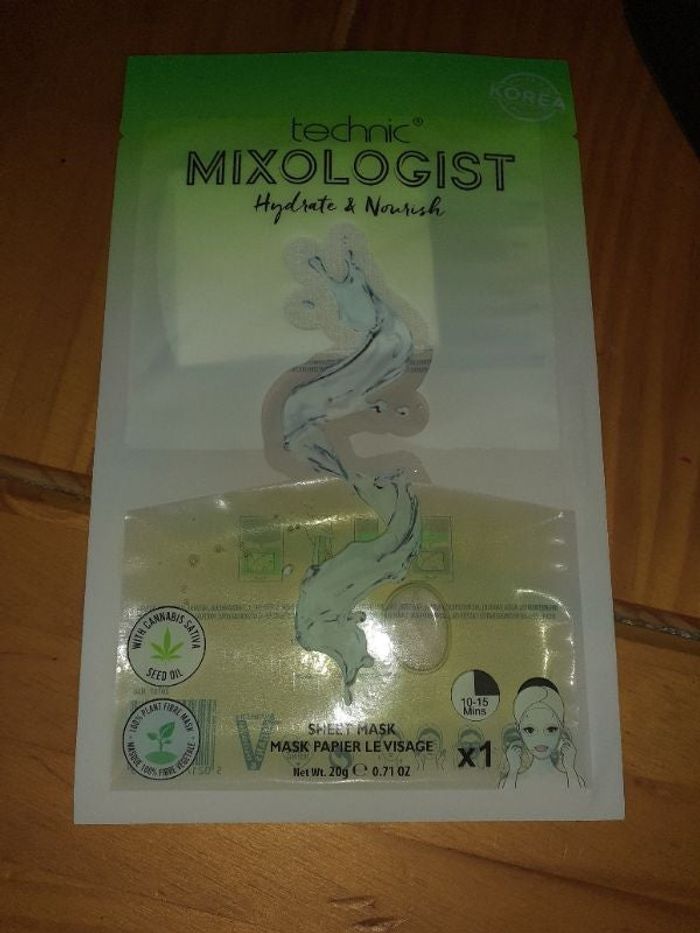 KOREA
technic®
MIXOLOGIST
Hydrate & Nourish
WITH CANNABIS SATIVA
SEED OIL
100% PLANT FIBRE MASK
MASQUE 100% FIBRE VEGETALE
10-15
Mins
SHEET MASK
MASK PAPIER LE VISAGE
x1
Net Wt. 20g ℮ 0.71 OZ